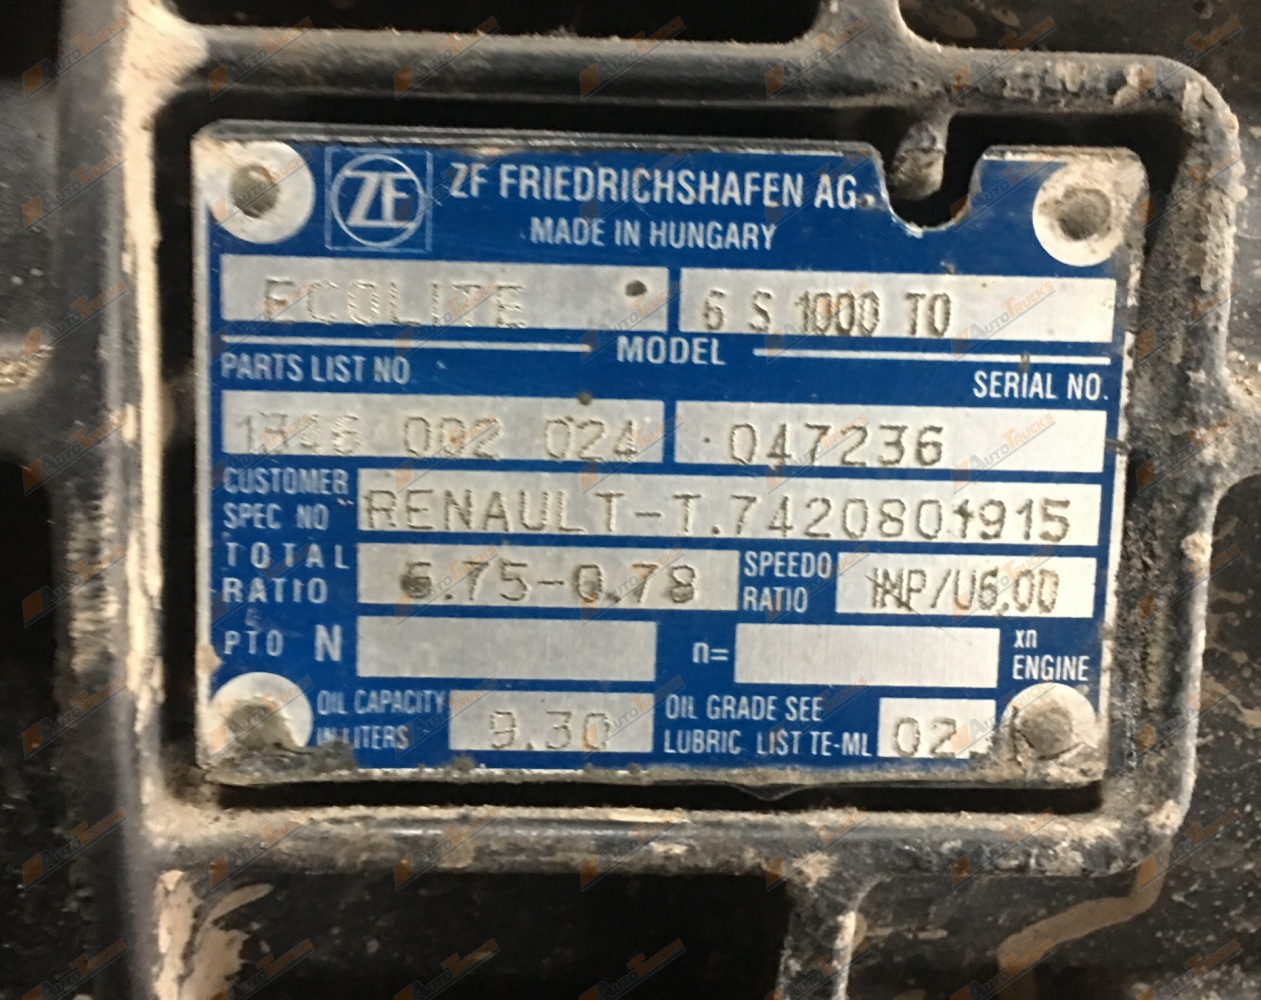 ZF
ZF FRIEDRICHSHAFEN AG.
MADE IN HUNGARY
ECOLITE 6 S 1000 TO
MODEL
PARTS LIST NO
SERIAL NO.
002 024 047236
CUSTOMER
SPEC NO
RENAULT-T.7420801915
TOTAL
RATIO
6.75-0.78
SPEEDO
RATIO
IMP/U6,00
PTO N
n=
xn
ENGINE
OIL CAPACITY
IN LITERS
9.30
OIL GRADE SEE
LUBRIC LIST TE-ML
02
AUTOTRUCKS